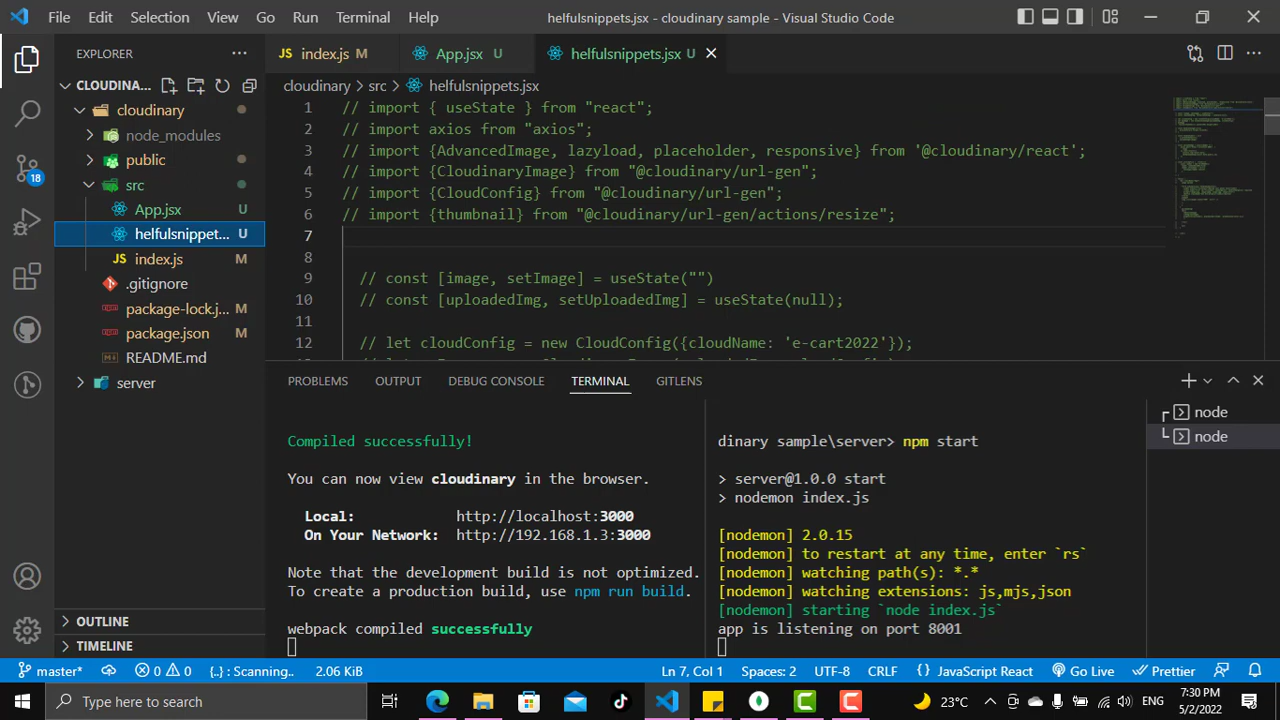 File Edit Selection View Go Run Terminal Help
helfulsnippets.jsx - cloudinary sample - Visual Studio Code
EXPLORER
CLOUDINA...
cloudinary
node_modules
public
src
App.jsx U
helfulsnippet... U
index.js M
.gitignore
package-lock.j... M
package.json M
README.md
server
OUTLINE
TIMELINE
18
JS index.js M
App.jsx U
helfulsnippets.jsx U
cloudinary > src > helfulsnippets.jsx
1 // import { useState } from "react";
2 // import axios from "axios";
3 // import {AdvancedImage, lazyload, placeholder, responsive} from '@cloudinary/react';
4 // import {CloudinaryImage} from "@cloudinary/url-gen";
5 // import {CloudConfig} from "@cloudinary/url-gen";
6 // import {thumbnail} from "@cloudinary/url-gen/actions/resize";
7
8
9 // const [image, setImage] = useState("")
10 // const [uploadedImg, setUploadedImg] = useState(null);
11
12 // let cloudConfig = new CloudConfig({cloudName: 'e-cart2022'});
PROBLEMS OUTPUT DEBUG CONSOLE TERMINAL GITLENS
Compiled successfully!
You can now view cloudinary in the browser.
Local: http://localhost:3000
On Your Network: http://192.168.1.3:3000
Note that the development build is not optimized.
To create a production build, use npm run build.
webpack compiled successfully
dinary sample\server> npm start
> server@1.0.0 start
> nodemon index.js
[nodemon] 2.0.15
[nodemon] to restart at any time, enter `rs`
[nodemon] watching path(s): *.*
[nodemon] watching extensions: js,mjs,json
[nodemon] starting `node index.js`
app is listening on port 8001
node
node
master* 0 0 {..} : Scanning.... 2.06 KiB
Ln 7, Col 1 Spaces: 2 UTF-8 CRLF {} JavaScript React Go Live Prettier
Type here to search
23°C ENG
7:30 PM
5/2/2022